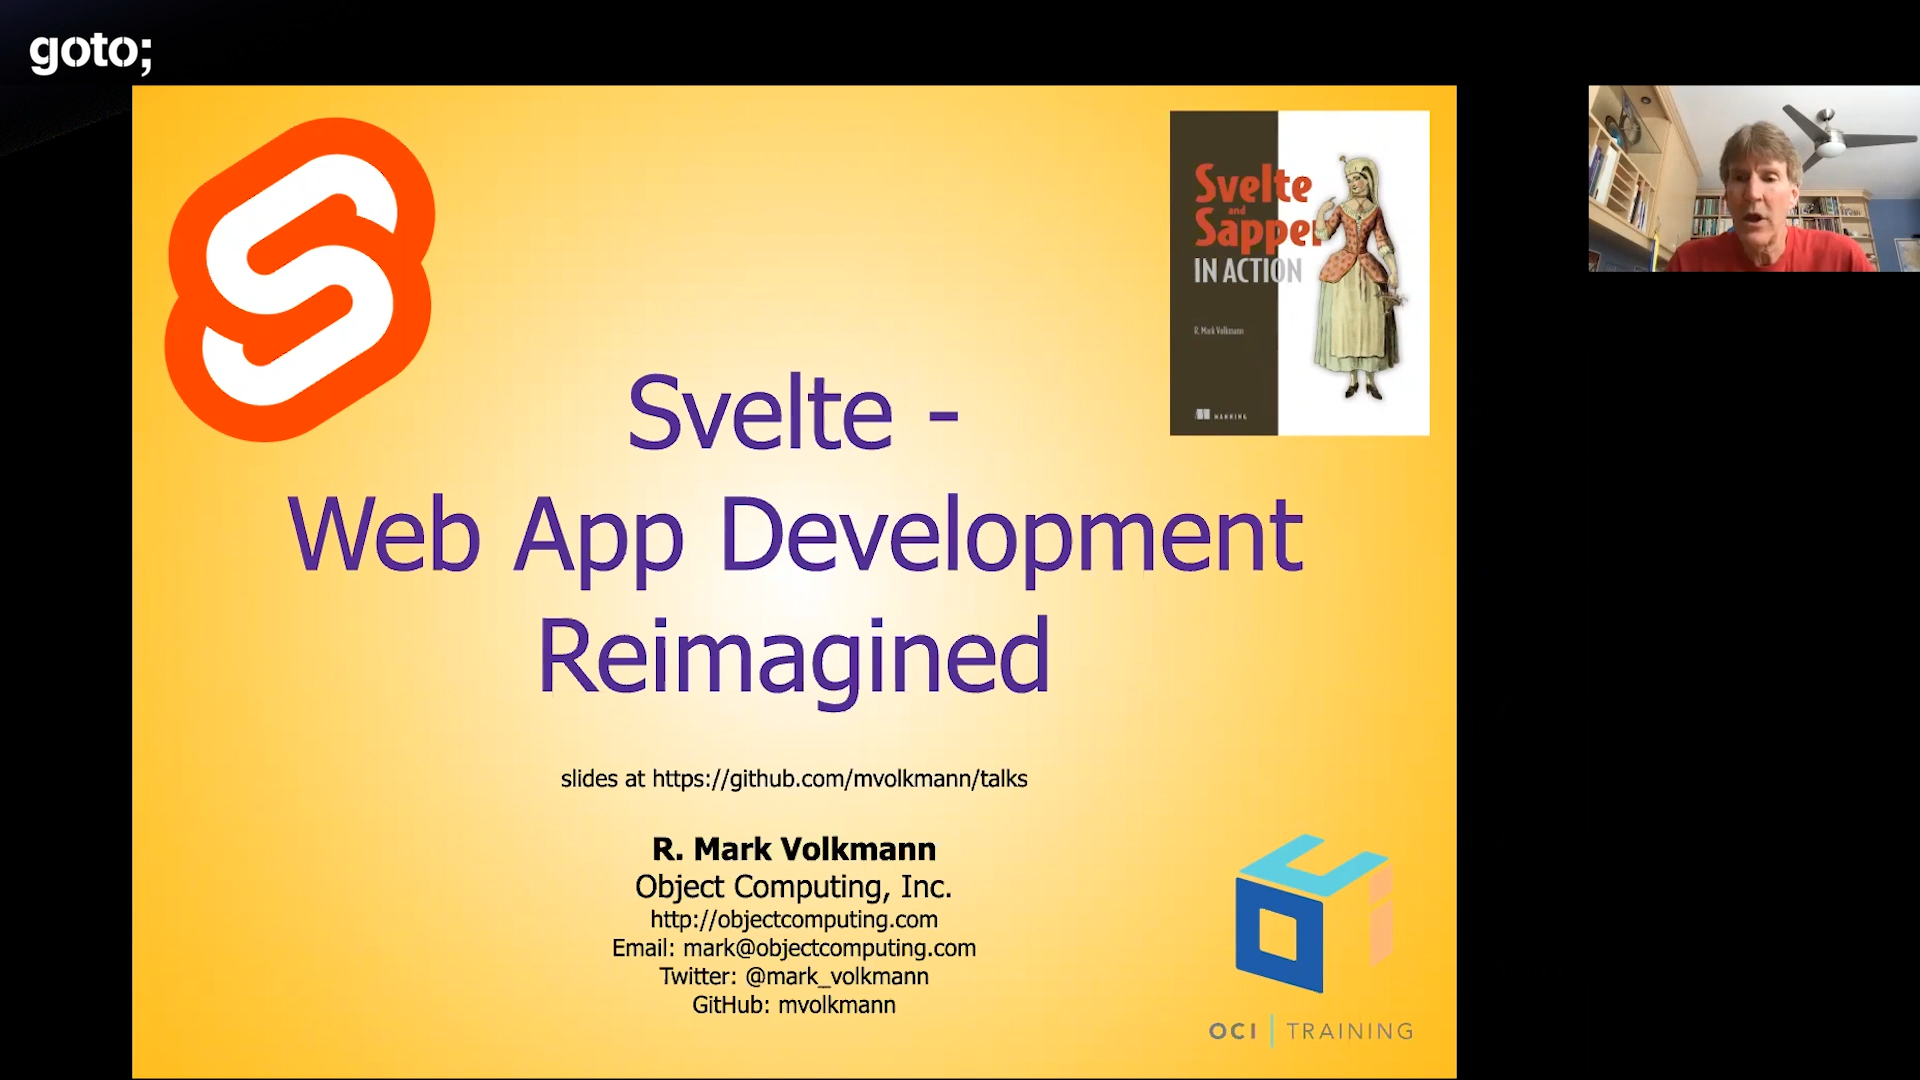 goto;
Svelte
and
Sapper
IN ACTION
R. Mark Volkmann
MANNING
Svelte -
Web App Development
Reimagined
slides at https://github.com/mvolkmann/talks
R. Mark Volkmann
Object Computing, Inc.
http://objectcomputing.com
Email: mark@objectcomputing.com
Twitter: @mark_volkmann
GitHub: mvolkmann
OCI | TRAINING